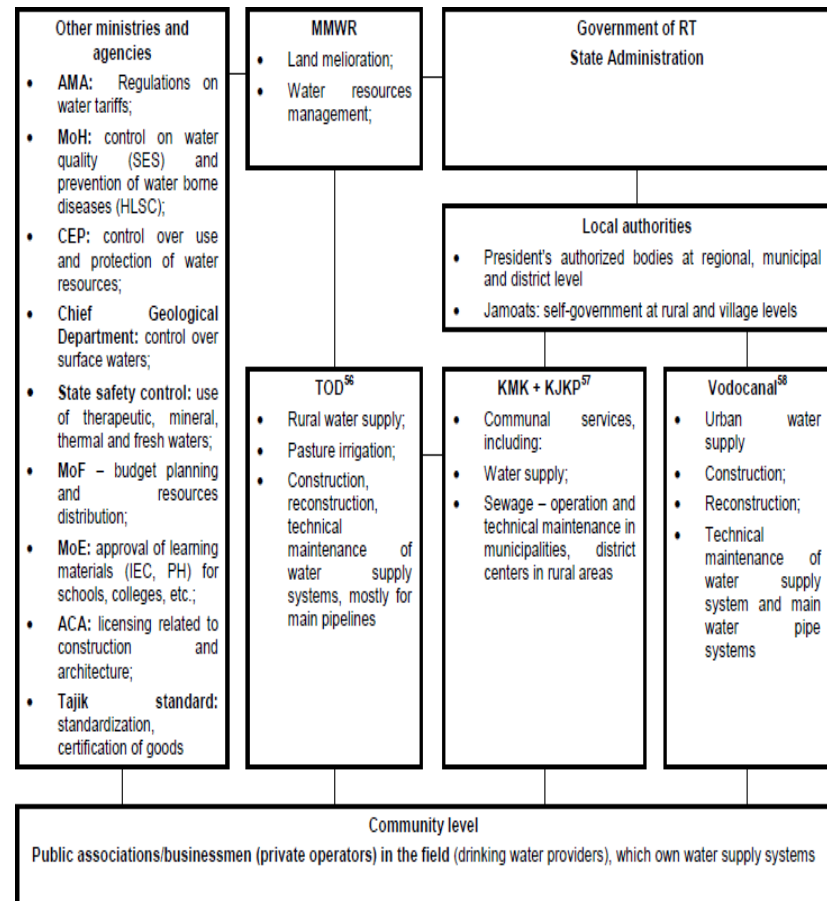 Other ministries and
agencies
• AMA: Regulations on
water tariffs;
• MoH: control on water
quality (SES) and
prevention of water borne
diseases (HLSC);
• CEP: control over use
and protection of water
resources;
• Chief Geological
Department: control over
surface waters;
• State safety control: use
of therapeutic, mineral,
thermal and fresh waters;
• MoF – budget planning
and resources
distribution;
• MoE: approval of learning
materials (IEC, PH) for
schools, colleges, etc.;
• ACA: licensing related to
construction and
architecture;
• Tajik standard:
standardization,
certification of goods
MMWR
• Land melioration;
• Water resources
management;
Government of RT
State Administration
Local authorities
• President's authorized bodies at regional, municipal
and district level
• Jamoats: self-government at rural and village levels
TOD56
• Rural water supply;
• Pasture irrigation;
• Construction,
reconstruction,
technical
maintenance of
water supply
systems, mostly for
main pipelines
KMK + KJKP57
• Communal services,
including:
• Water supply;
• Sewage – operation and
technical maintenance in
municipalities, district
centers in rural areas
Vodocanal58
• Urban water
supply
• Construction;
• Reconstruction;
• Technical
maintenance of
water supply
system and main
water pipe
systems
Community level
Public associations/businessmen (private operators) in the field (drinking water providers), which own water supply systems